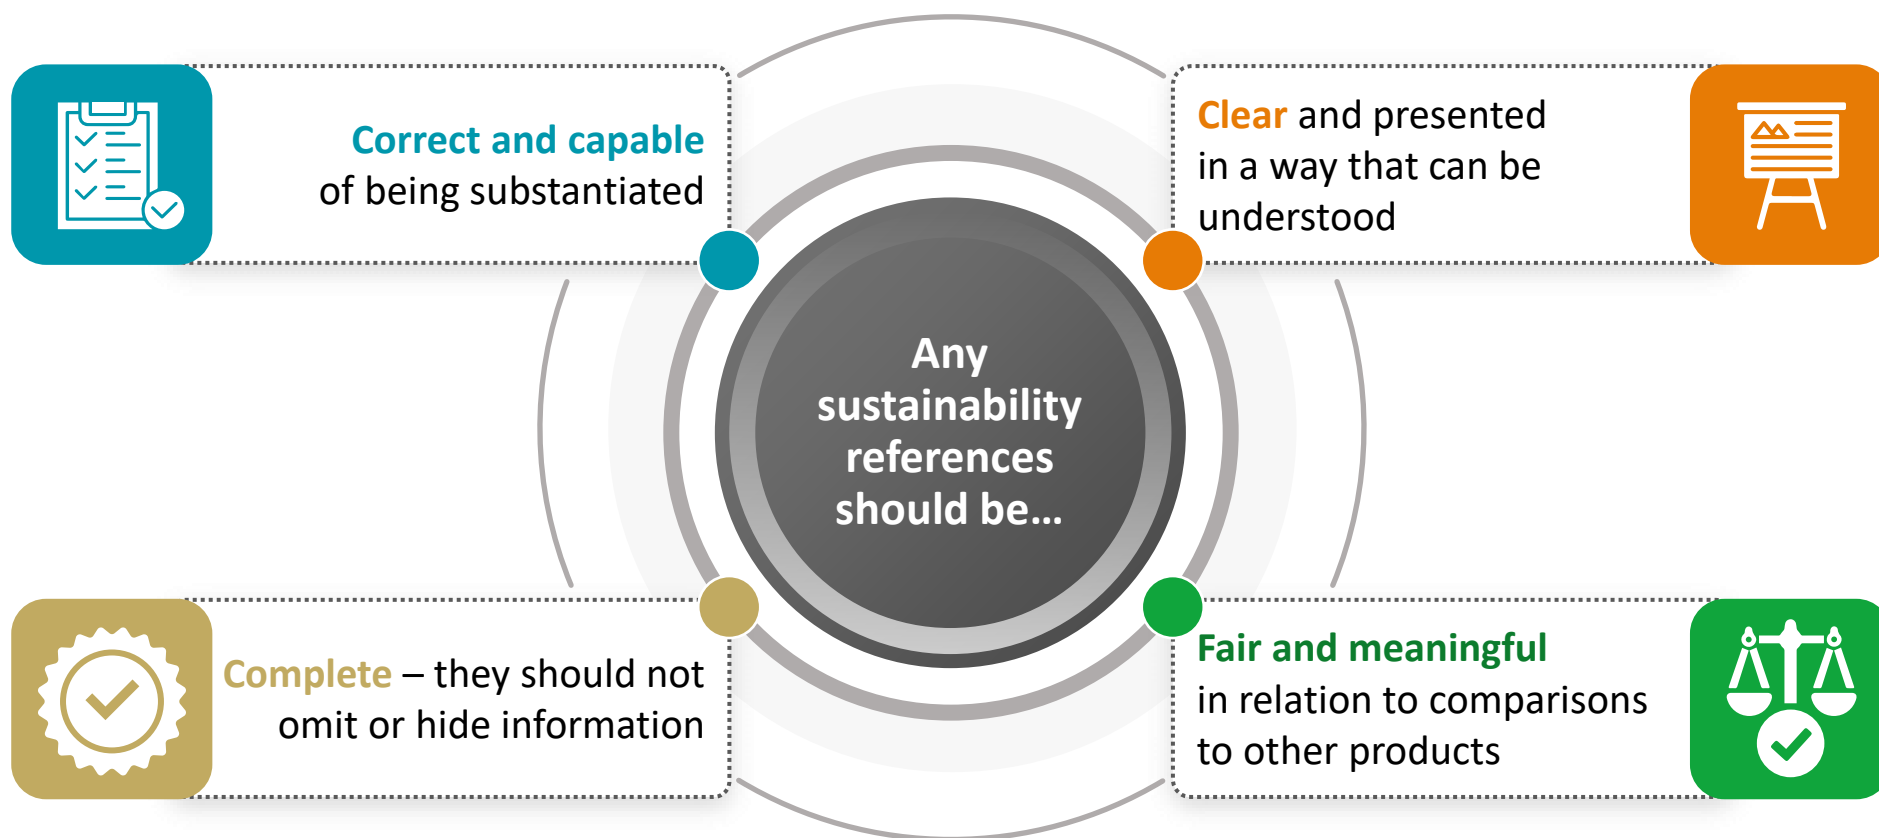 Correct and capable
of being substantiated
Clear and presented
in a way that can be
understood
Any
sustainability
references
should be…
Complete – they should not
omit or hide information
Fair and meaningful
in relation to comparisons
to other products